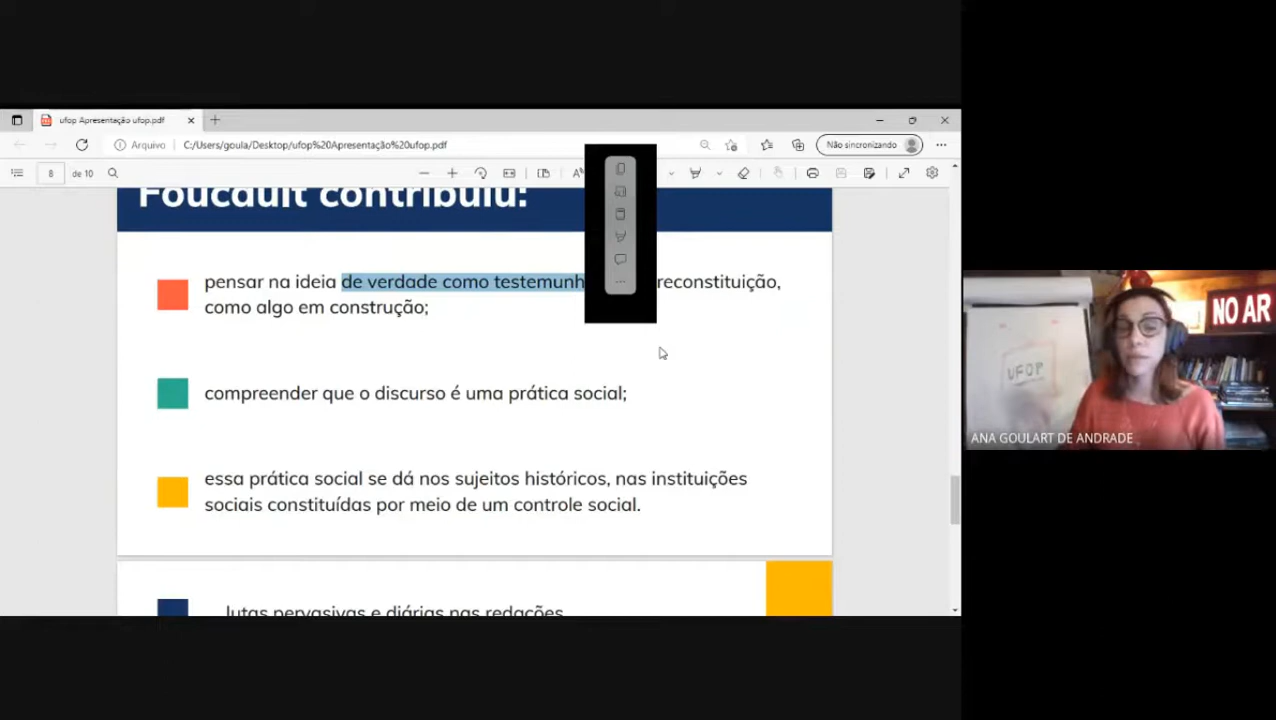 ufop Apresentação ufop.pdf
Arquivo
C:/Users/goula/Desktop/ufop%20Apresentação%20ufop.pdf
Não sincronizando
8 de 10
Foucault contribuiu:
pensar na ideia de verdade como testemunh reconstituição,
como algo em construção;
compreender que o discurso é uma prática social;
essa prática social se dá nos sujeitos históricos, nas instituições
sociais constituídas por meio de um controle social.
lutas pervasivas e diárias nas redações
NO AR
UFOP
ANA GOULART DE ANDRADE